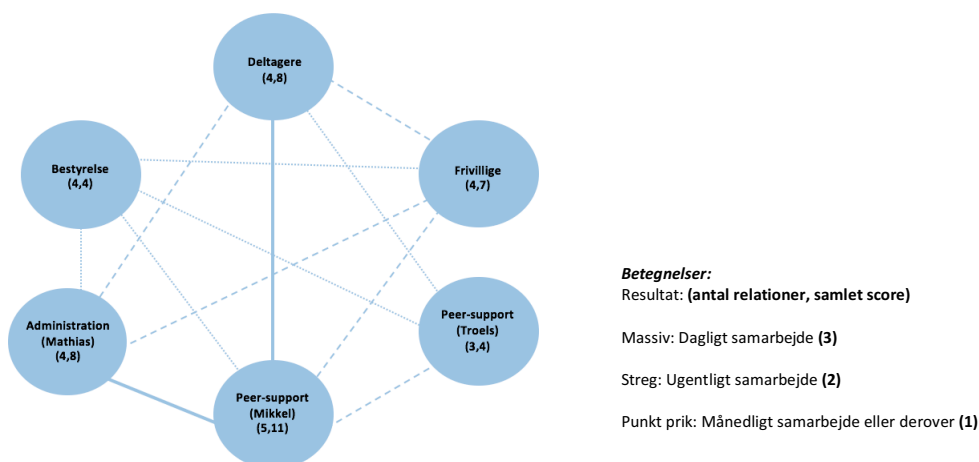 Deltagere
(4,8)
Bestyrelse
(4,4)
Frivillige
(4,7)
Administration
(Mathias)
(4,8)
Peer-support
(Troels)
(3,4)
Peer-support
(Mikkel)
(5,11)
Betegnelser:
Resultat: (antal relationer, samlet score)
Massiv: Dagligt samarbejde (3)
Streg: Ugentligt samarbejde (2)
Punkt prik: Månedligt samarbejde eller derover (1)